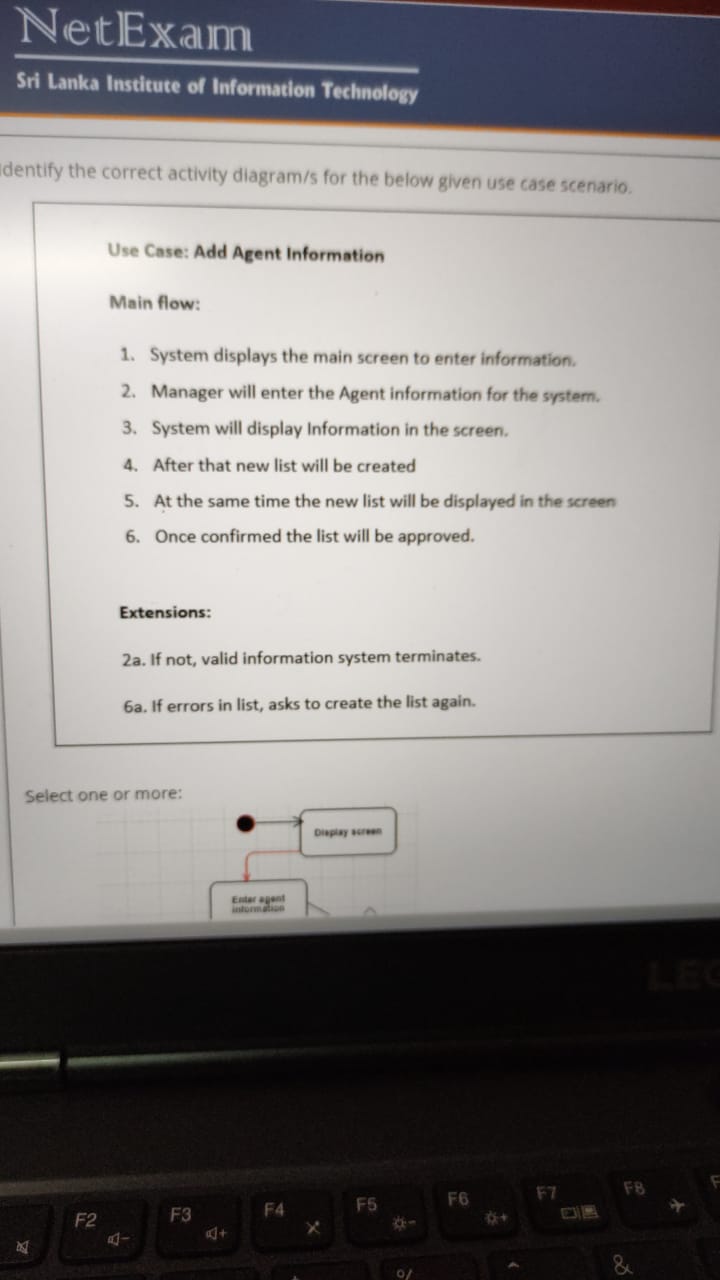 NetExam
Sri Lanka Institute of Information Technology
dentify the correct activity diagram/s for the below given use case scenario.
Use Case: Add Agent Information
Main flow:
1. System displays the main screen to enter information.
2. Manager will enter the Agent information for the system.
3. System will display Information in the screen.
4. After that new list will be created
5. At the same time the new list will be displayed in the screen
6. Once confirmed the list will be approved.
Extensions:
2a. If not, valid information system terminates.
6a. If errors in list, asks to create the list again.
Select one or more:
Display screen
Enter agent
information
LEG
F2 F3 F4 F5 F6 F7 F8 F
% &